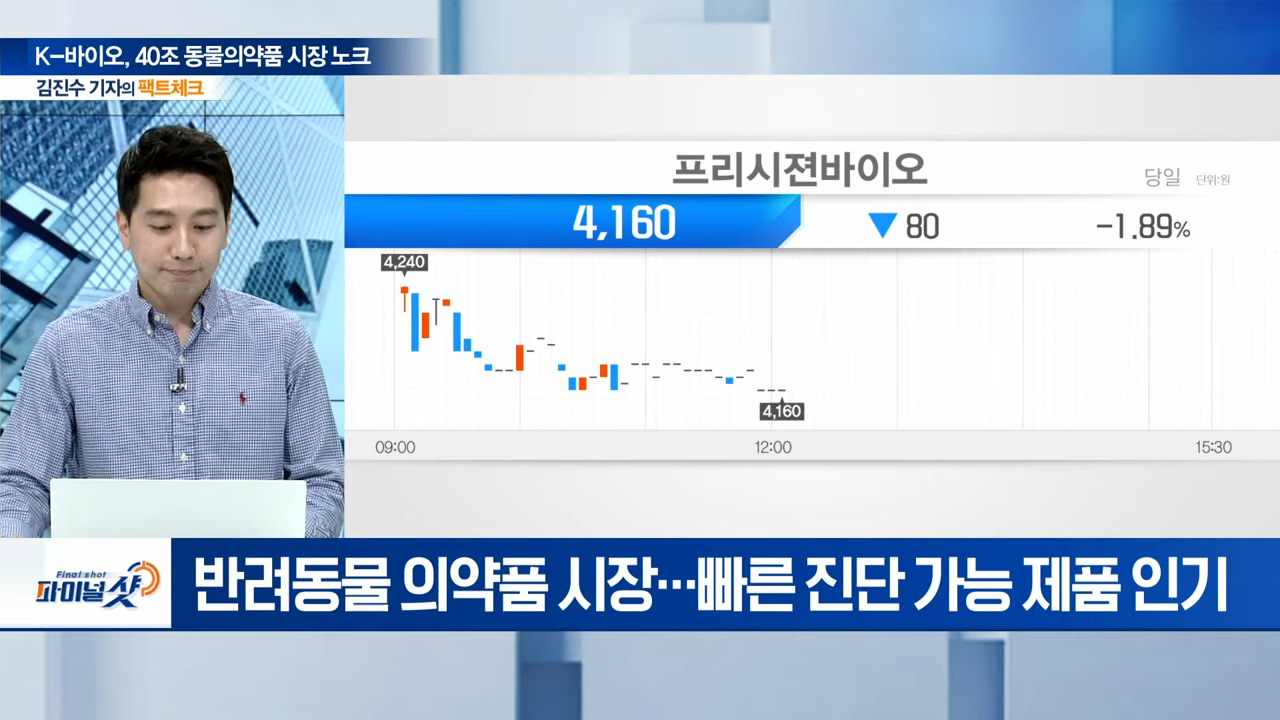 K-바이오, 40조 동물의약품 시장 노크
김진수 기자의 팩트체크
프리시젼바이오
당일 단위:원
4,160 ▼ 80 -1.89%
4,240
4,160
09:00 12:00 15:30
Final shot
파이널샷
반려동물 의약품 시장…빠른 진단 가능 제품 인기